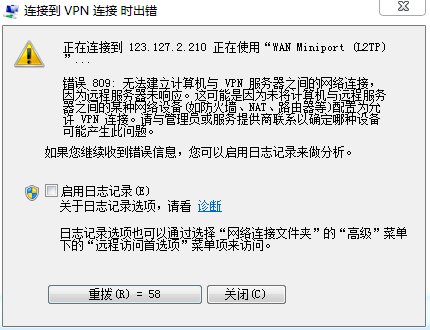 连接到 VPN 连接 时出错
正在连接到 123.127.2.210 正在使用“WAN Miniport (L2TP)
”...
错误 809: 无法建立计算机与 VPN 服务器之间的网络连接，
因为远程服务器未响应。这可能是因为未将计算机与远程服务
器之间的某种网络设备(如防火墙、NAT、路由器等)配置为允
许 VPN 连接。请与管理员或服务提供商联系以确定哪种设备
可能产生此问题。
如果您继续收到错误信息，您可以启用日志记录来做分析。
启用日志记录(E)
关于日志记录选项，请看 诊断
日志记录选项也可以通过选择“网络连接文件夹”的“高级”菜单
下的“远程访问首选项”菜单项来访问。
重拨(R) = 58 关闭(C)